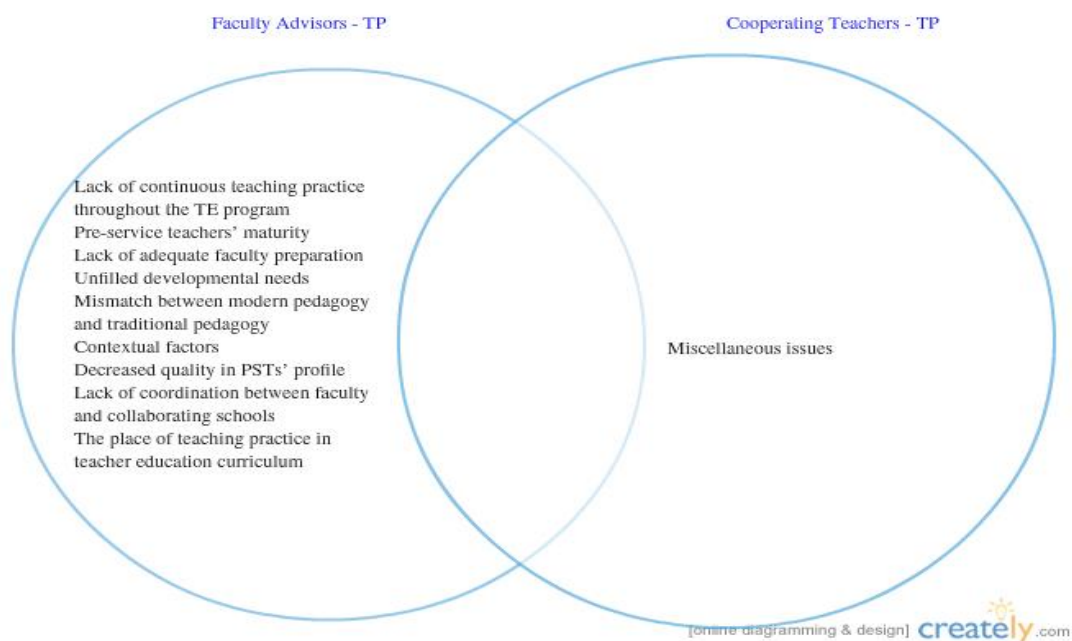 Faculty Advisors - TP
Cooperating Teachers - TP
Lack of continuous teaching practice
throughout the TE program
Pre-service teachers' maturity
Lack of adequate faculty preparation
Unfilled developmental needs
Mismatch between modern pedagogy
and traditional pedagogy
Contextual factors
Decreased quality in PSTs' profile
Lack of coordination between faculty
and collaborating schools
The place of teaching practice in
teacher education curriculum
Miscellaneous issues
[online diagramming & design] creately.com